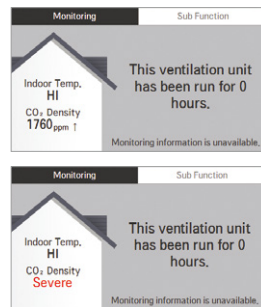 Monitoring Sub Function
This ventilation unit
has been run for 0
hours.
Indoor Temp.
HI
CO₂ Density
1760ppm ↑
Monitoring information is unavailable.
Monitoring Sub Function
This ventilation unit
has been run for 0
hours.
Indoor Temp.
HI
CO₂ Density
Severe
Monitoring information is unavailable.